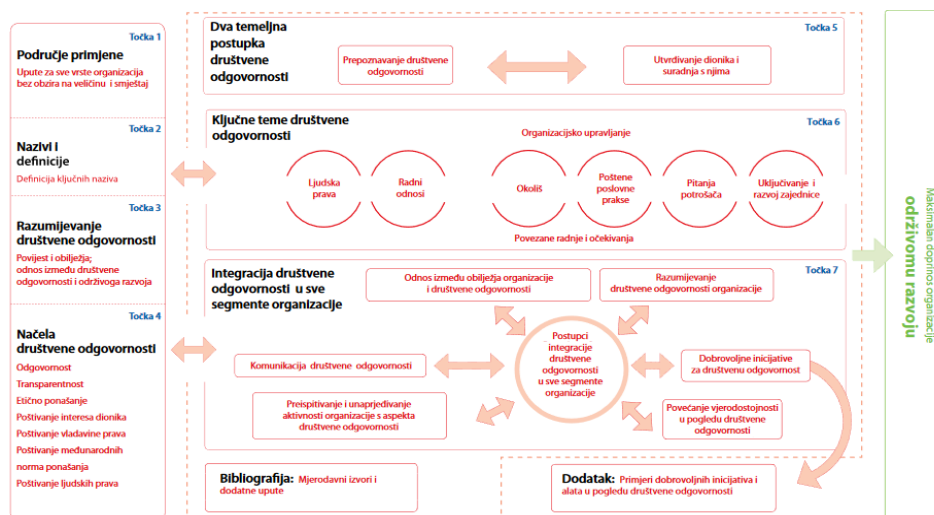 Točka 1
Područje primjene
Upute za sve vrste organizacija
bez obzira na veličinu i smještaj
Točka 2
Nazivi i
definicije
Definicija ključnih naziva
Točka 3
Razumijevanje
društvene odgovornosti
Povijest i obilježja;
odnos između društvene
odgovornosti i održivoga razvoja
Točka 4
Načela
društvene odgovornosti
Odgovornost
Transparentnost
Etično ponašanje
Poštivanje interesa dionika
Poštivanje vladavine prava
Poštivanje međunarodnih
norma ponašanja
Poštivanje ljudskih prava
Dva temeljna
postupka
društvene
odgovornosti
Točka 5
Prepoznavanje društvene
odgovornosti
Utvrđivanje dionika i
suradnja s njima
Ključne teme društvene
odgovornosti
Točka 6
Organizacijsko upravljanje
Ljudska
prava
Radni
odnosi
Okoliš
Poštene
poslovne
prakse
Pitanja
potrošača
Uključivanje i
razvoj zajednice
Povezane radnje i očekivanja
Integracija društvene
odgovornosti u sve
segmente organizacije
Točka 7
Odnos između obilježja organizacije
i društvene odgovornosti
Razumijevanje
društvene odgovornosti organizacije
Komunikacija društvene odgovornosti
Postupci
integracije
društvene
odgovornosti
u sve segmente
organizacije
Dobrovoljne inicijative
za društvenu odgovornost
Preispitivanje i unaprjeđivanje
aktivnosti organizacije s aspekta
društvene odgovornosti
Povećanje vjerodostojnosti
u pogledu društvene
odgovornosti
Bibliografija: Mjerodavni izvori i
dodatne upute
Dodatak: Primjeri dobrovoljnih inicijativa i
alata u pogledu društvene odgovornosti
Maksimalan doprinos organizacije
održivomu razvoju